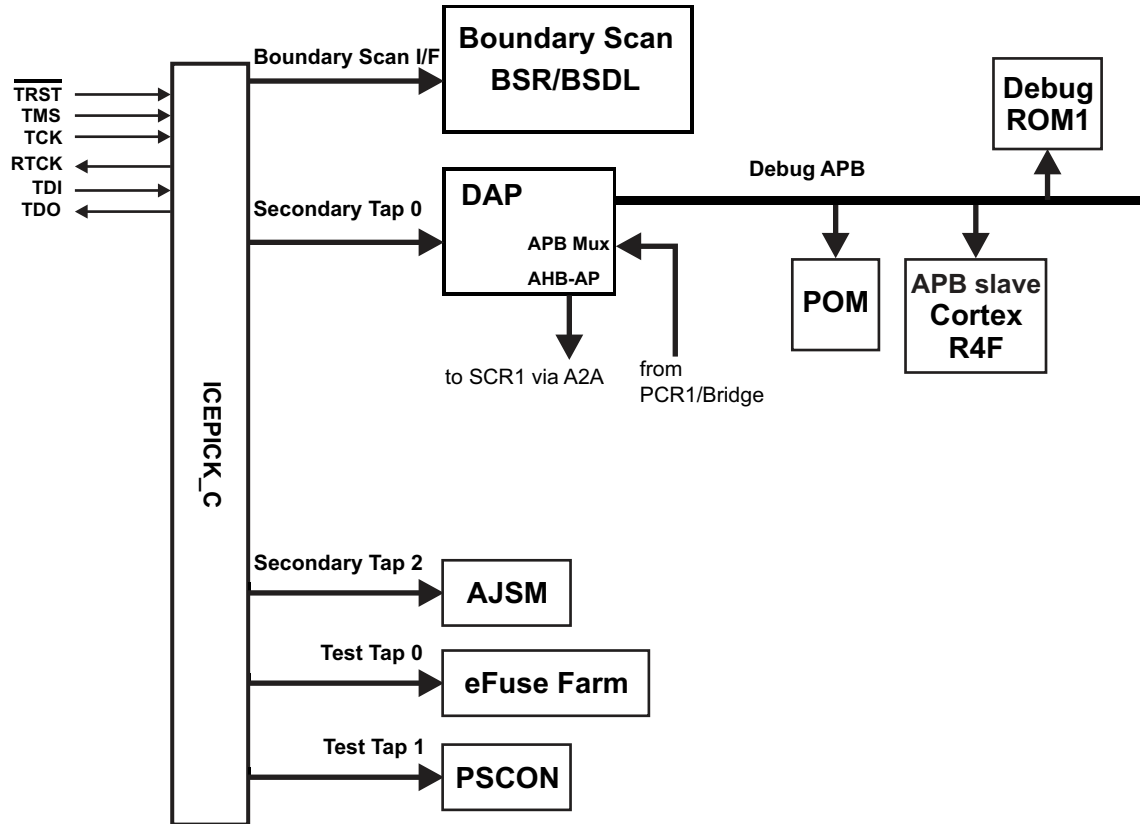 Boundary Scan I/F
Boundary Scan
BSR/BSDL
TRST
TMS
TCK
RTCK
TDI
TDO
Debug
ROM1
Debug APB
Secondary Tap 0
DAP
APB Mux
AHB-AP
POM
APB slave
Cortex
R4F
to SCR1 via A2A
from
PCR1/Bridge
ICEPICK_C
Secondary Tap 2
AJSM
Test Tap 0
eFuse Farm
Test Tap 1
PSCON